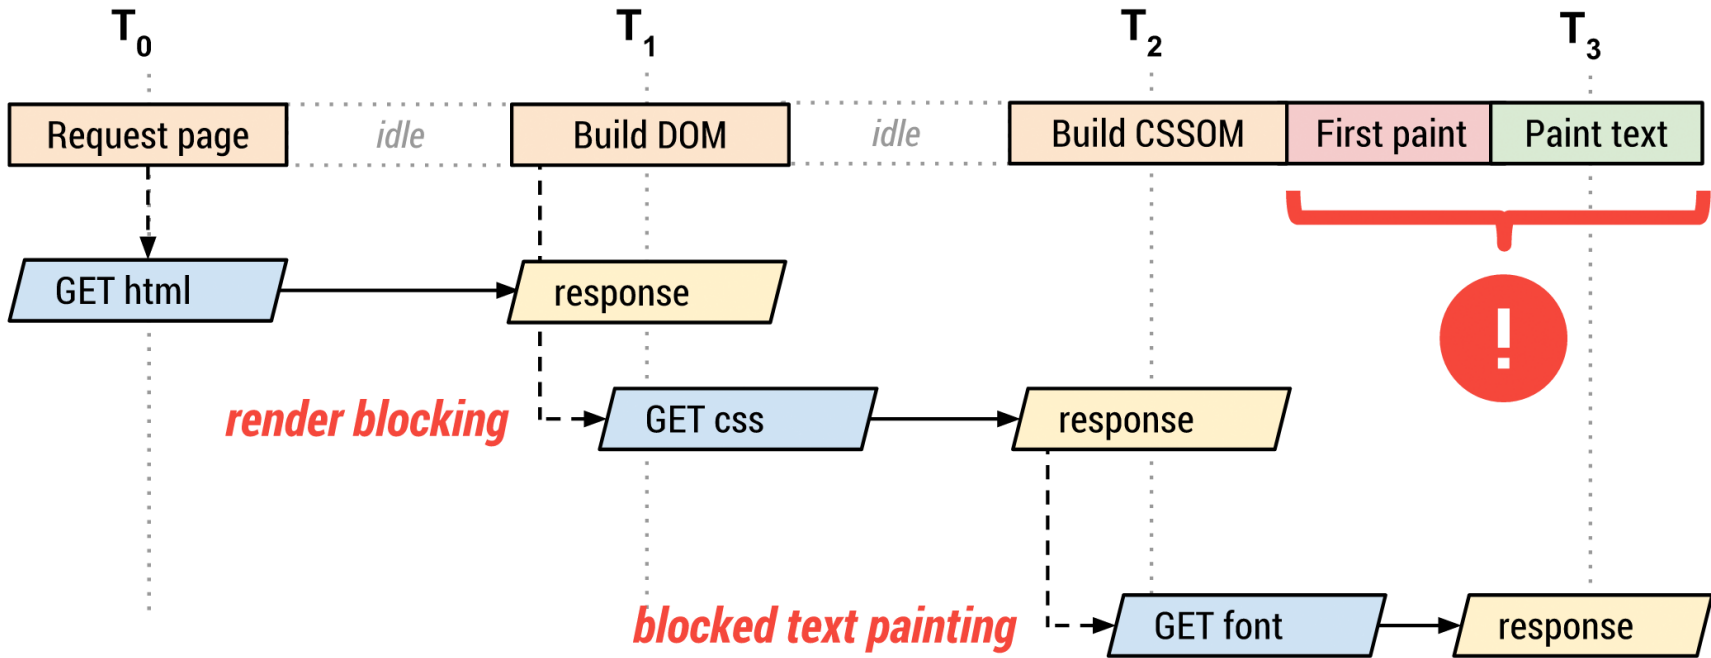 T0 T1 T2 T3
Request page idle Build DOM idle Build CSSOM First paint Paint text
GET html response
!
render blocking GET css response
blocked text painting GET font response